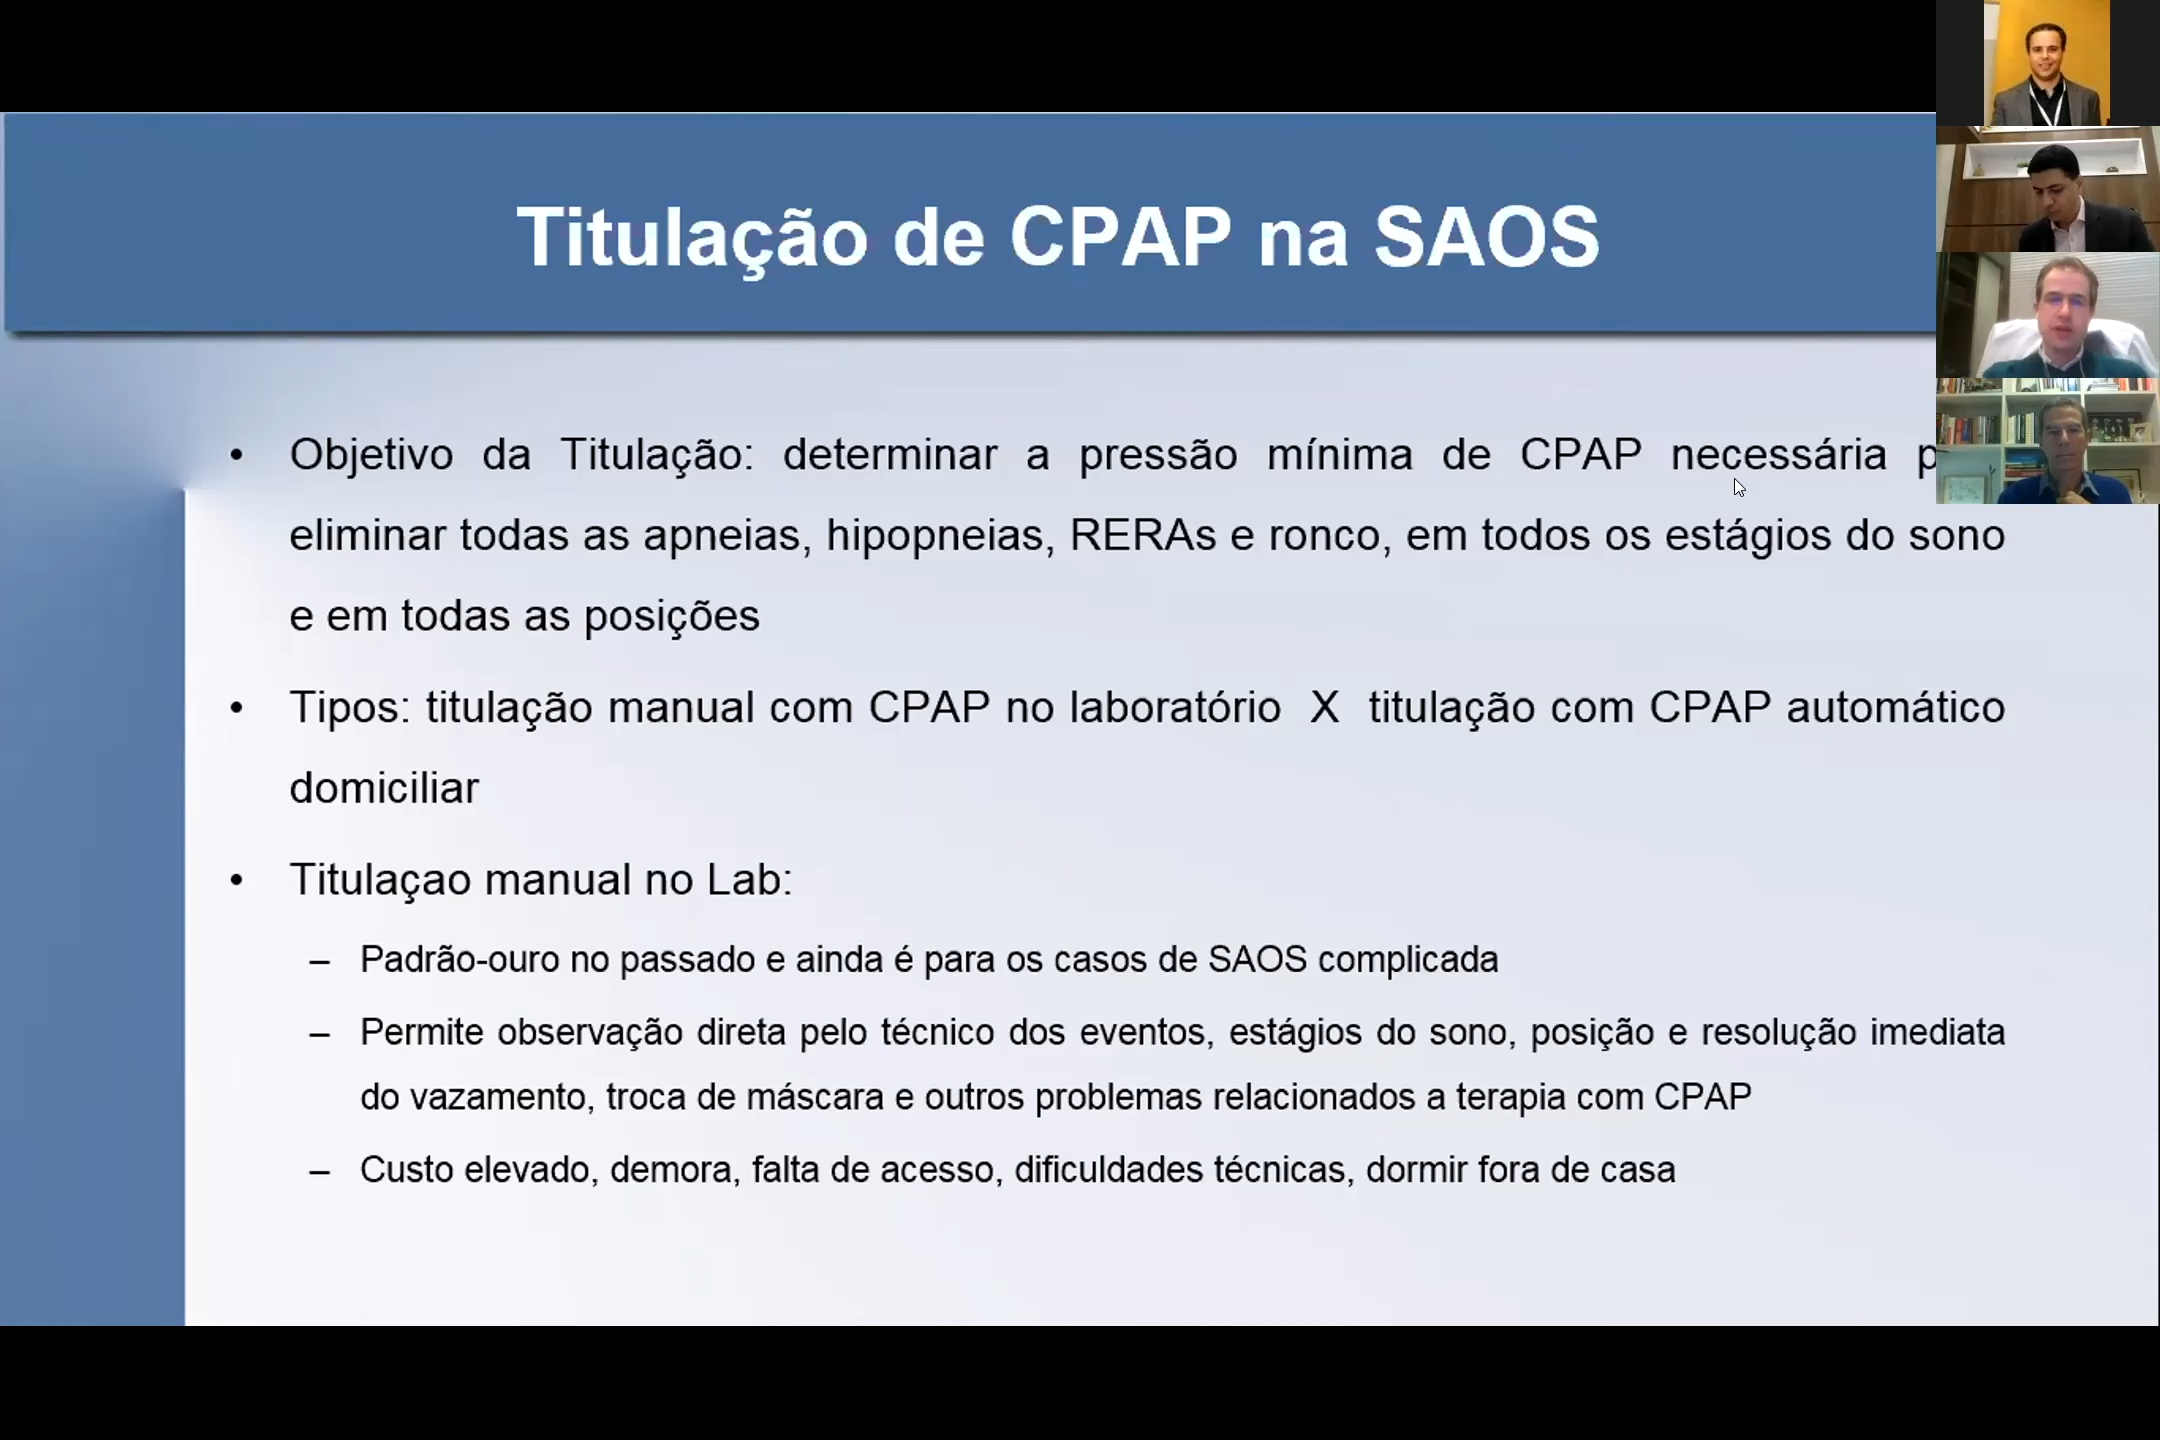 Titulação de CPAP na SAOS
• Objetivo da Titulação: determinar a pressão mínima de CPAP necessária
eliminar todas as apneias, hipopneias, RERAs e ronco, em todos os estágios do sono
e em todas as posições
• Tipos: titulação manual com CPAP no laboratório X titulação com CPAP automático
domiciliar
• Titulaçao manual no Lab:
– Padrão-ouro no passado e ainda é para os casos de SAOS complicada
– Permite observação direta pelo técnico dos eventos, estágios do sono, posição e resolução imediata
do vazamento, troca de máscara e outros problemas relacionados a terapia com CPAP
– Custo elevado, demora, falta de acesso, dificuldades técnicas, dormir fora de casa